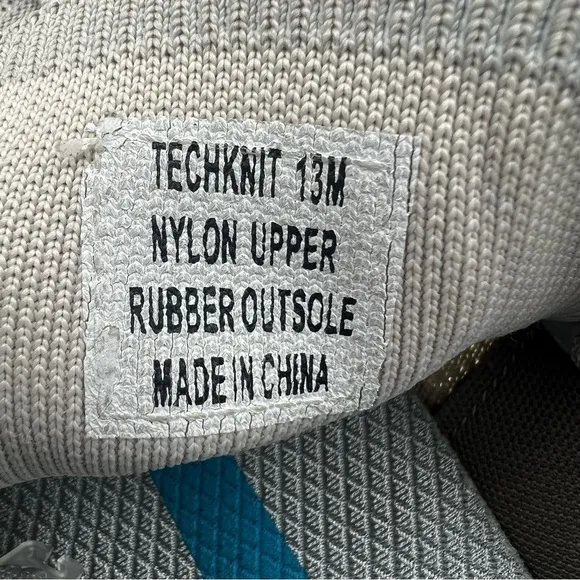 TECHKNIT 13M
NYLON UPPER
RUBBER OUTSOLE
MADE IN CHINA